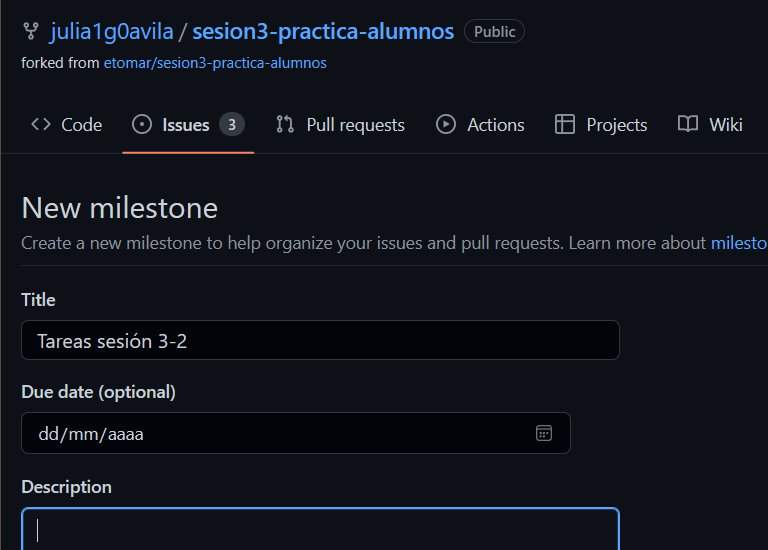 julia1g0avila / sesion3-practica-alumnos Public
forked from etomar/sesion3-practica-alumnos
Code Issues 3 Pull requests Actions Projects Wiki
New milestone
Create a new milestone to help organize your issues and pull requests. Learn more about milesto
Title
Tareas sesión 3-2
Due date (optional)
dd/mm/aaaa
Description